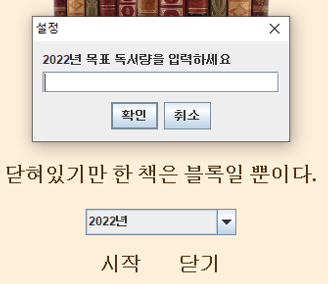 설정
2022년 목표 독서량을 입력하세요
확인 취소
닫혀있기만 한 책은 블록일 뿐이다.
2022년
시작 닫기